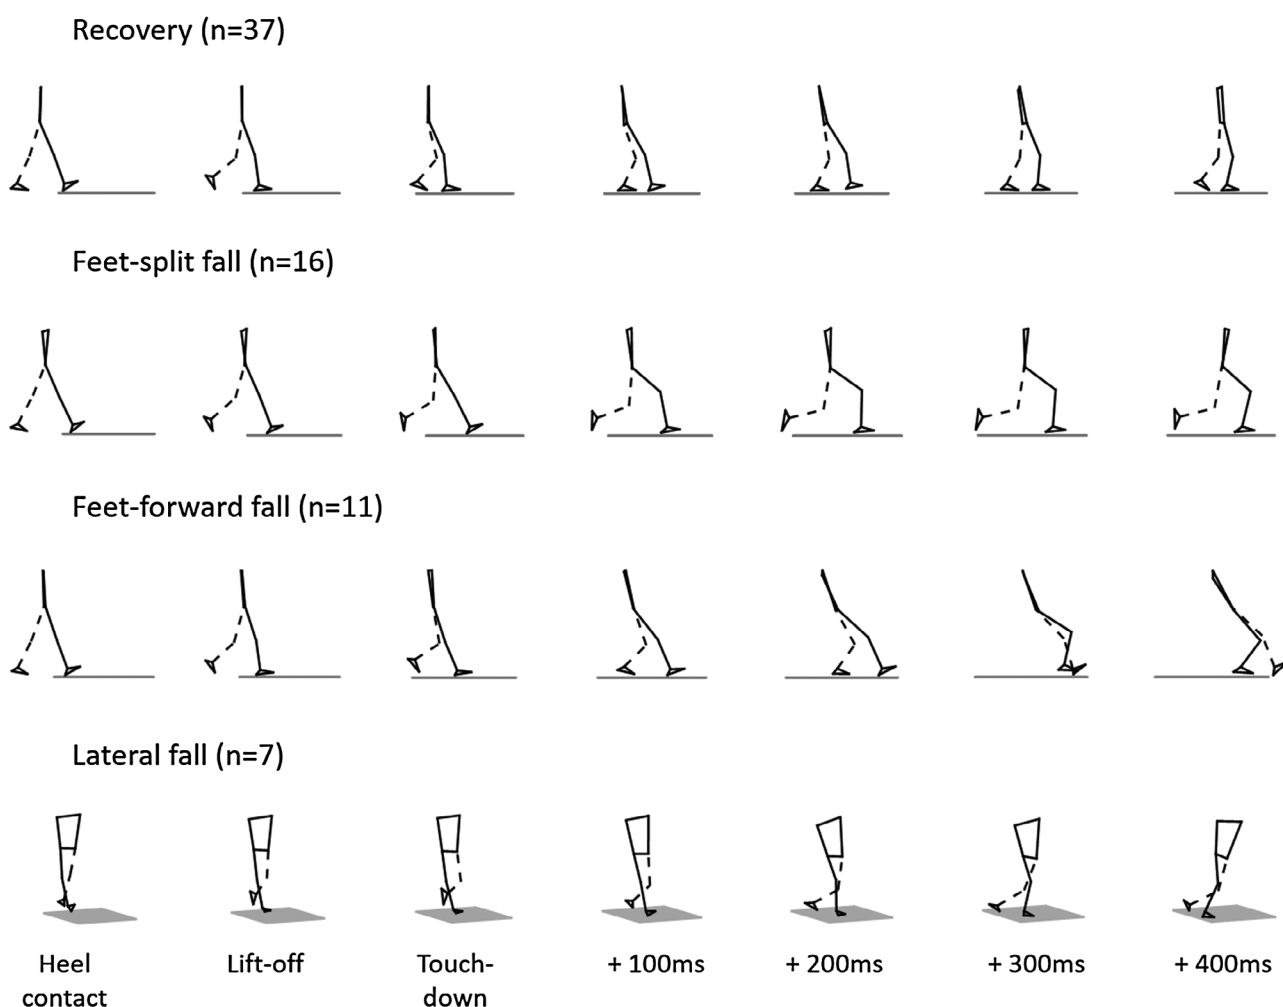 Recovery (n=37)
Feet-split fall (n=16)
Feet-forward fall (n=11)
Lateral fall (n=7)
Heel
contact
Lift-off
Touch-
down
+ 100ms
+ 200ms
+ 300ms
+ 400ms